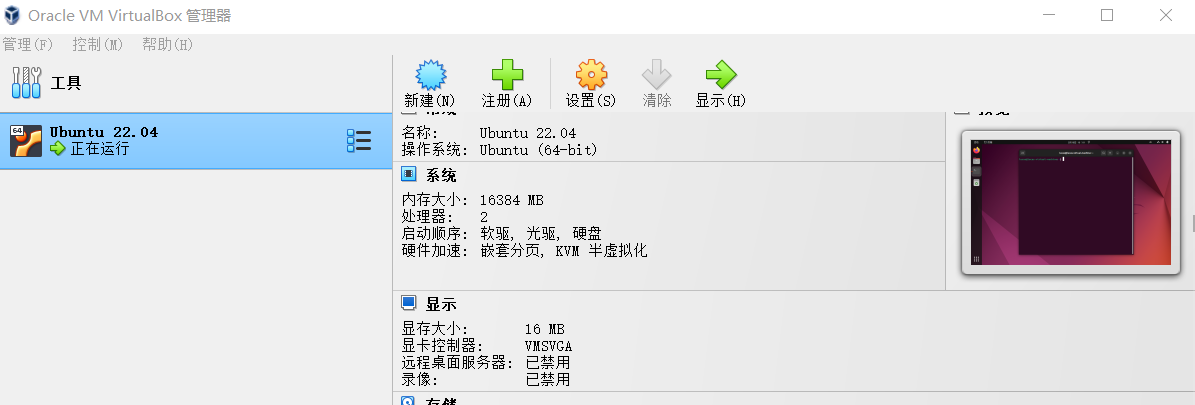 Oracle VM VirtualBox 管理器
管理(F) 控制(M) 帮助(H)
工具
新建(N) 注册(A) 设置(S) 清除 显示(H)
64 Ubuntu 22.04
正在运行
名称: Ubuntu 22.04
操作系统: Ubuntu (64-bit)
系统
内存大小: 16384 MB
处理器: 2
启动顺序: 软驱, 光驱, 硬盘
硬件加速: 嵌套分页, KVM 半虚拟化
显示
显存大小: 16 MB
显卡控制器: VMSVGA
远程桌面服务器: 已禁用
录像: 已禁用
存储